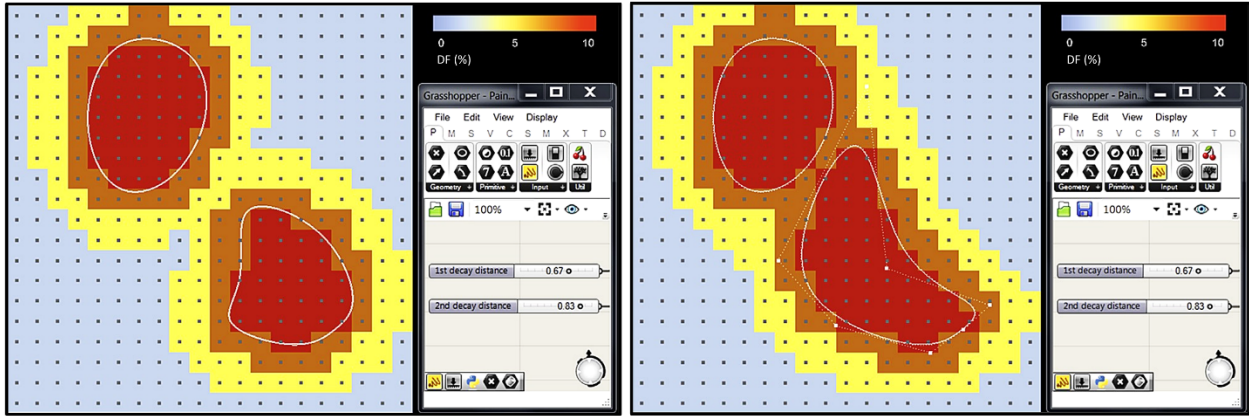 0 5 10
DF (%)
Grasshopper - Pain...
File Edit View Display
P M S V C S M X T D
Geometry + Primitive + Input + Util
100%
1st decay distance 0.67
2nd decay distance 0.83
0 5 10
DF (%)
Grasshopper - Pain...
File Edit View Display
P M S V C S M X T D
Geometry + Primitive + Input + Util
100%
1st decay distance 0.67
2nd decay distance 0.83